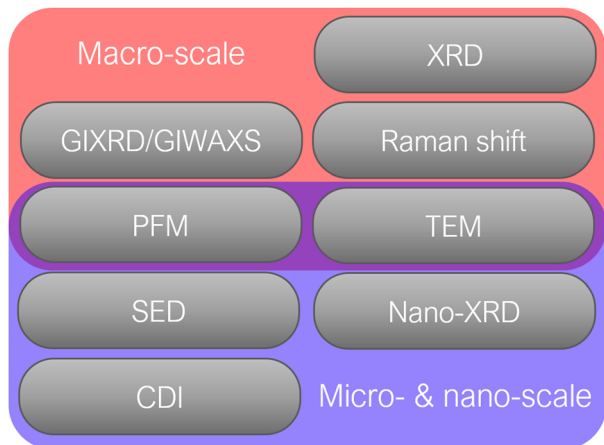 Macro-scale
XRD
GIXRD/GIWAXS
Raman shift
PFM
TEM
SED
Nano-XRD
CDI
Micro- & nano-scale